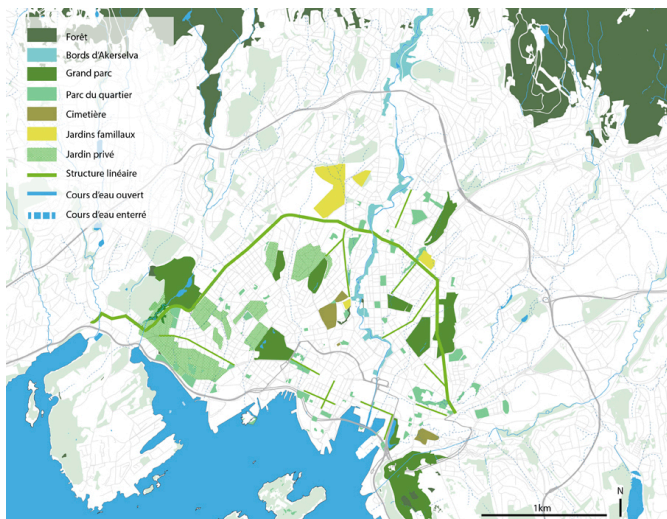 Forêt
Bords d'Akerselva
Grand parc
Parc du quartier
Cimetière
Jardins famillaux
Jardin privé
Structure linéaire
Cours d'eau ouvert
Cours d'eau enterré
N
1km